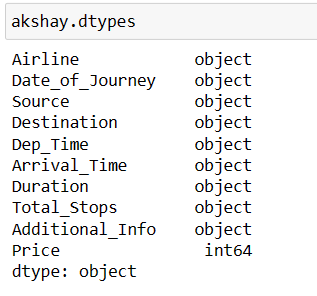 akshay.dtypes
Airline object
Date_of_Journey object
Source object
Destination object
Dep_Time object
Arrival_Time object
Duration object
Total_Stops object
Additional_Info object
Price int64
dtype: object